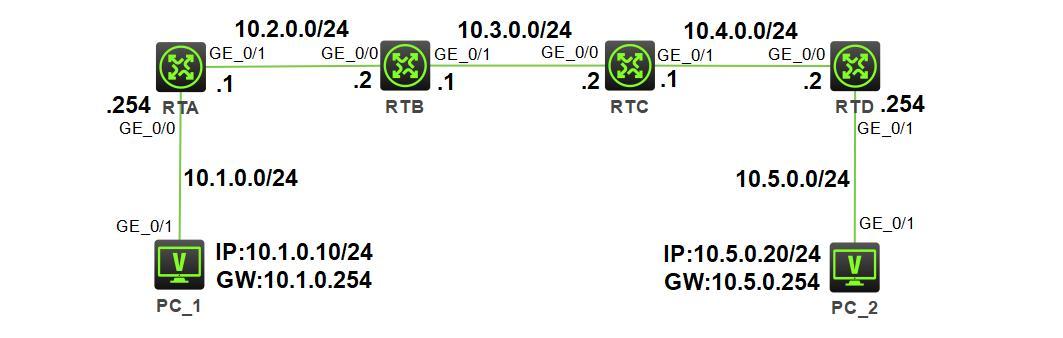 10.2.0.0/24
10.3.0.0/24
10.4.0.0/24
GE_0/1
GE_0/0
GE_0/1
GE_0/0
GE_0/1
GE_0/0
.1
.2
.1
.2
.1
.2
RTA
RTB
RTC
RTD
.254
.254
GE_0/0
GE_0/1
10.1.0.0/24
10.5.0.0/24
GE_0/1
GE_0/1
V
IP:10.1.0.10/24
GW:10.1.0.254
PC_1
IP:10.5.0.20/24
GW:10.5.0.254
V
PC_2